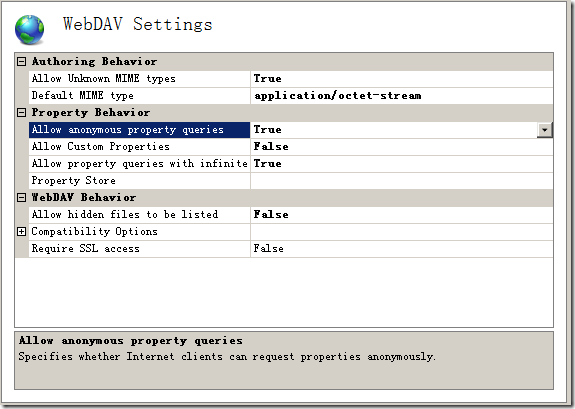 WebDAV Settings
Authoring Behavior
Allow Unknown MIME types True
Default MIME type application/octet-stream
Property Behavior
Allow anonymous property queries True
Allow Custom Properties False
Allow property queries with infinite True
Property Store
WebDAV Behavior
Allow hidden files to be listed False
Compatibility Options
Require SSL access False
Allow anonymous property queries
Specifies whether Internet clients can request properties anonymously.